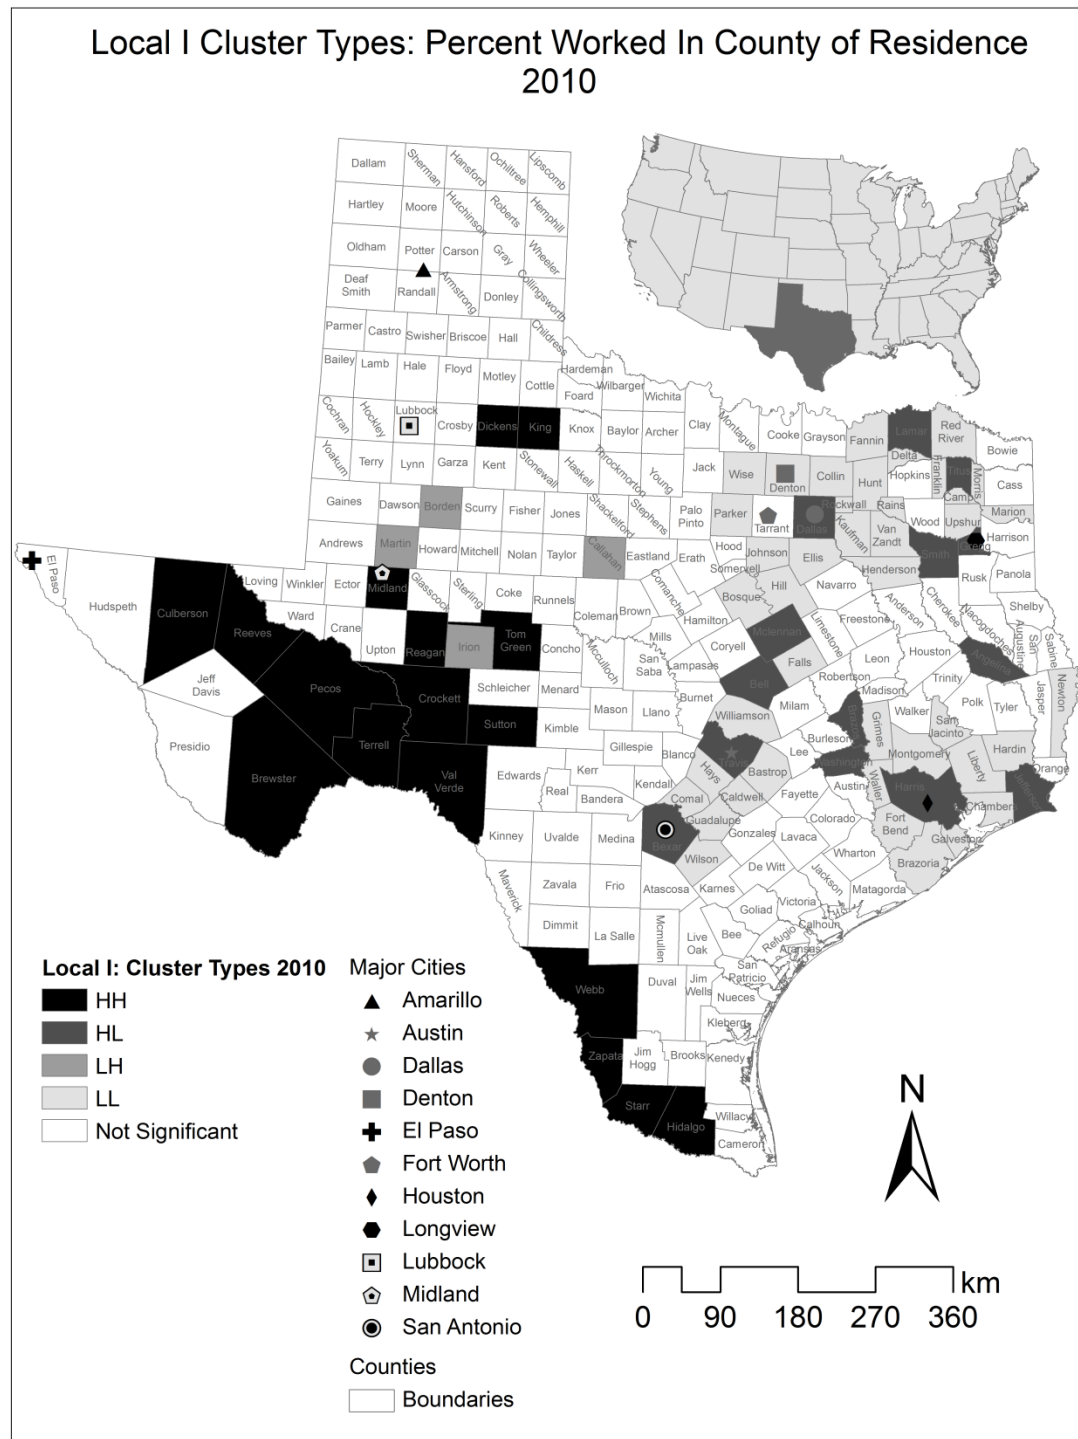 Local I Cluster Types: Percent Worked In County of Residence
2010
Dallam Sherman Hansford Ochiltree Lipscomb
Hartley Moore Hutchinson Roberts Hemphill
Oldham Potter Carson Gray Wheeler
Deaf Smith Randall Armstrong Donley Collingsworth
Parmer Castro Swisher Briscoe Hall Childress
Bailey Lamb Hale Floyd Motley Cottle Hardeman Foard Wilbarger Wichita
Cochran Hockley Lubbock Crosby Dickens King Knox Baylor Archer Clay Montague Cooke Grayson Fannin Lamar Red River Bowie
Delta Hopkins Franklin Titus Morris Cass Camp
Yoakum Terry Lynn Garza Kent Stonewall Haskell Throckmorton Young Jack Wise Denton Collin Hunt Rockwall Rains Wood Upshur Marion
Gaines Dawson Borden Scurry Fisher Jones Shackelford Stephens Palo Pinto Parker Tarrant Dallas Kaufman Van Zandt Smith Gregg Harrison
Andrews Martin Howard Mitchell Nolan Taylor Callahan Eastland Erath Hood Somervell Johnson Ellis Henderson Rusk Panola
El Paso Hudspeth Culberson Reeves Loving Winkler Ector Midland Glasscock Sterling Coke Runnels Coleman Brown Comanche Hamilton Bosque Hill Navarro Anderson Cherokee Nacogdoches Shelby
Ward Crane Upton Reagan Irion Tom Green Concho Mcculloch San Saba Mills Lampasas Coryell Mclennan Limestone Freestone Leon Houston Angelina San Augustine Sabine
Jeff Davis Pecos Crockett Schleicher Menard Mason Llano Burnet Bell Falls Robertson Madison Trinity Polk Tyler Jasper Newton
Presidio Brewster Terrell Sutton Kimble Gillespie Blanco Williamson Milam Burleson Brazos Grimes Walker San Jacinto Hardin
Val Verde Edwards Kerr Real Bandera Kendall Hays Travis Bastrop Lee Washington Montgomery Liberty Orange
Kinney Uvalde Medina Bexar Comal Guadalupe Caldwell Fayette Austin Waller Harris Chambers Jefferson
Maverick Zavala Frio Atascosa Wilson Gonzales Lavaca Colorado Fort Bend Galveston
Karnes De Witt Wharton Brazoria
Dimmit La Salle Mcmullen Live Oak Bee Goliad Victoria Jackson Matagorda
Refugio Calhoun Aransas
Webb Duval Jim Wells San Patricio Nueces
Kleberg
Zapata Jim Hogg Brooks Kenedy
Starr Hidalgo Willacy
Cameron
Local I: Cluster Types 2010
HH
HL
LH
LL
Not Significant
Major Cities
Amarillo
Austin
Dallas
Denton
El Paso
Fort Worth
Houston
Longview
Lubbock
Midland
San Antonio
Counties
Boundaries
N
km
0 90 180 270 360